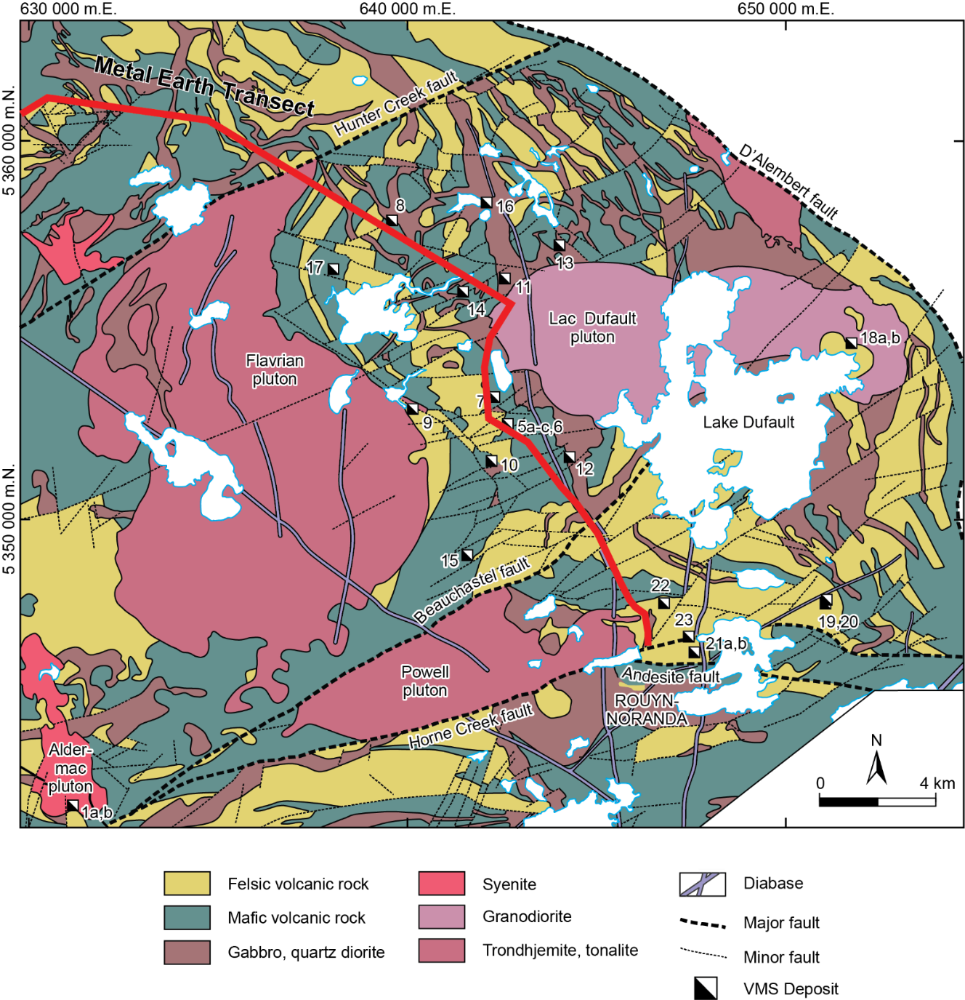 630 000 m.E.
640 000 m.E.
650 000 m.E.
5 360 000 m.N.
5 350 000 m.N.
Metal Earth Transect
Hunter Creek fault
D'Alembert fault
8
16
13
17
11
14
Lac Dufault
pluton
18a,b
Flavrian
pluton
7
9
5a-c,6
Lake Dufault
10
12
15
Beauchastel fault
22
23
19,20
21a,b
Powell
pluton
Andesite fault
ROUYN-
NORANDA
Horne Creek fault
Alder-
mac
pluton
1a,b
N
0
4 km
Felsic volcanic rock
Mafic volcanic rock
Gabbro, quartz diorite
Syenite
Granodiorite
Trondhjemite, tonalite
Diabase
Major fault
Minor fault
VMS Deposit